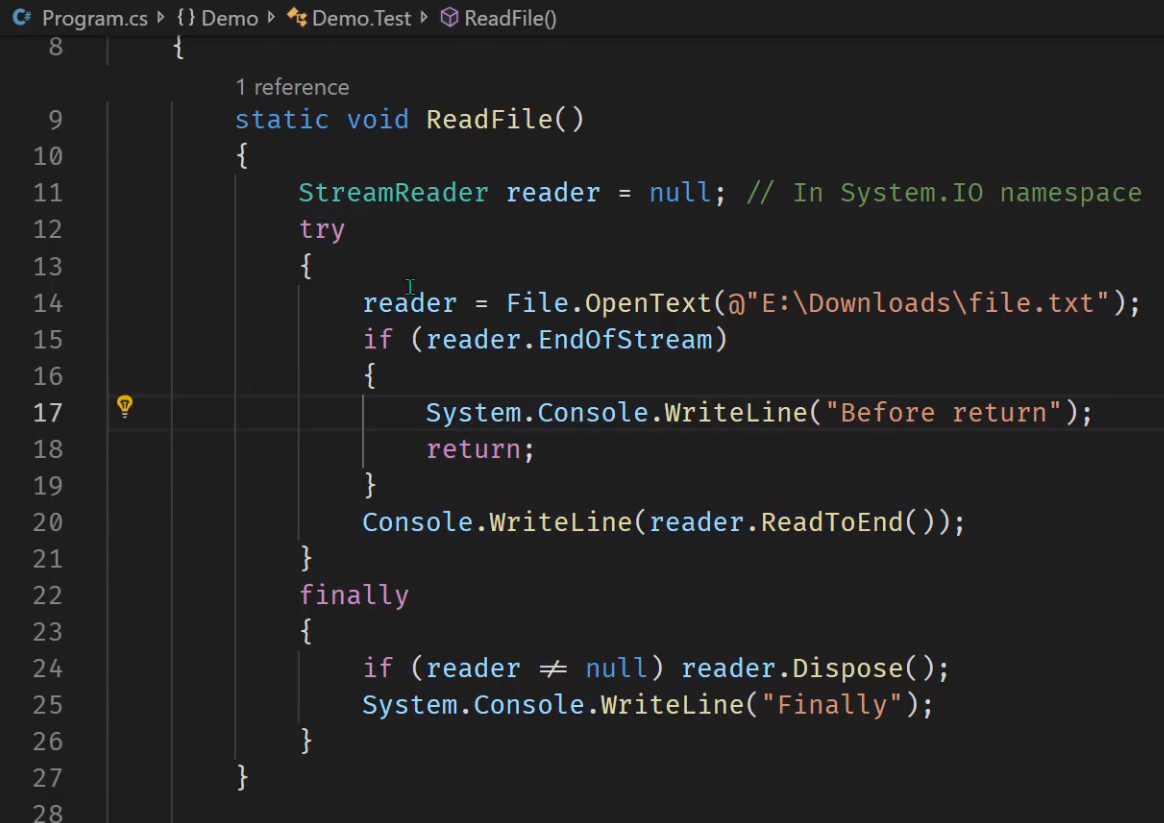 Program.cs {} Demo Demo.Test ReadFile()
8 {
1 reference
9 static void ReadFile()
10 {
11 StreamReader reader = null; // In System.IO namespace
12 try
13 {
14 reader = File.OpenText(@"E:\Downloads\file.txt");
15 if (reader.EndOfStream)
16 {
17 System.Console.WriteLine("Before return");
18 return;
19 }
20 Console.WriteLine(reader.ReadToEnd());
21 }
22 finally
23 {
24 if (reader ≠ null) reader.Dispose();
25 System.Console.WriteLine("Finally");
26 }
27 }
28